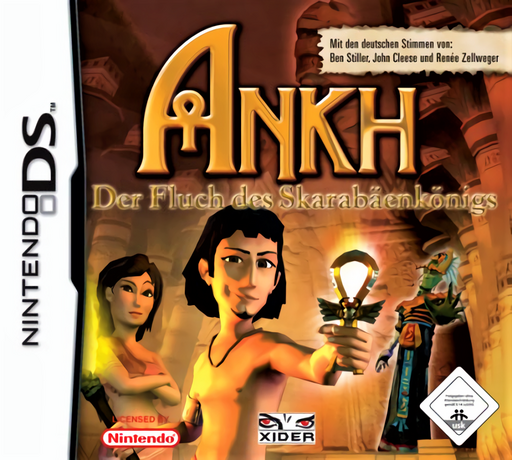 Mit den deutschen Stimmen von:
Ben Stiller, John Cleese und Renée Zellweger
ANKH
Der Fluch des Skarabäenkönigs
NINTENDO DS™
LICENSED BY
Nintendo
XIDER
usk